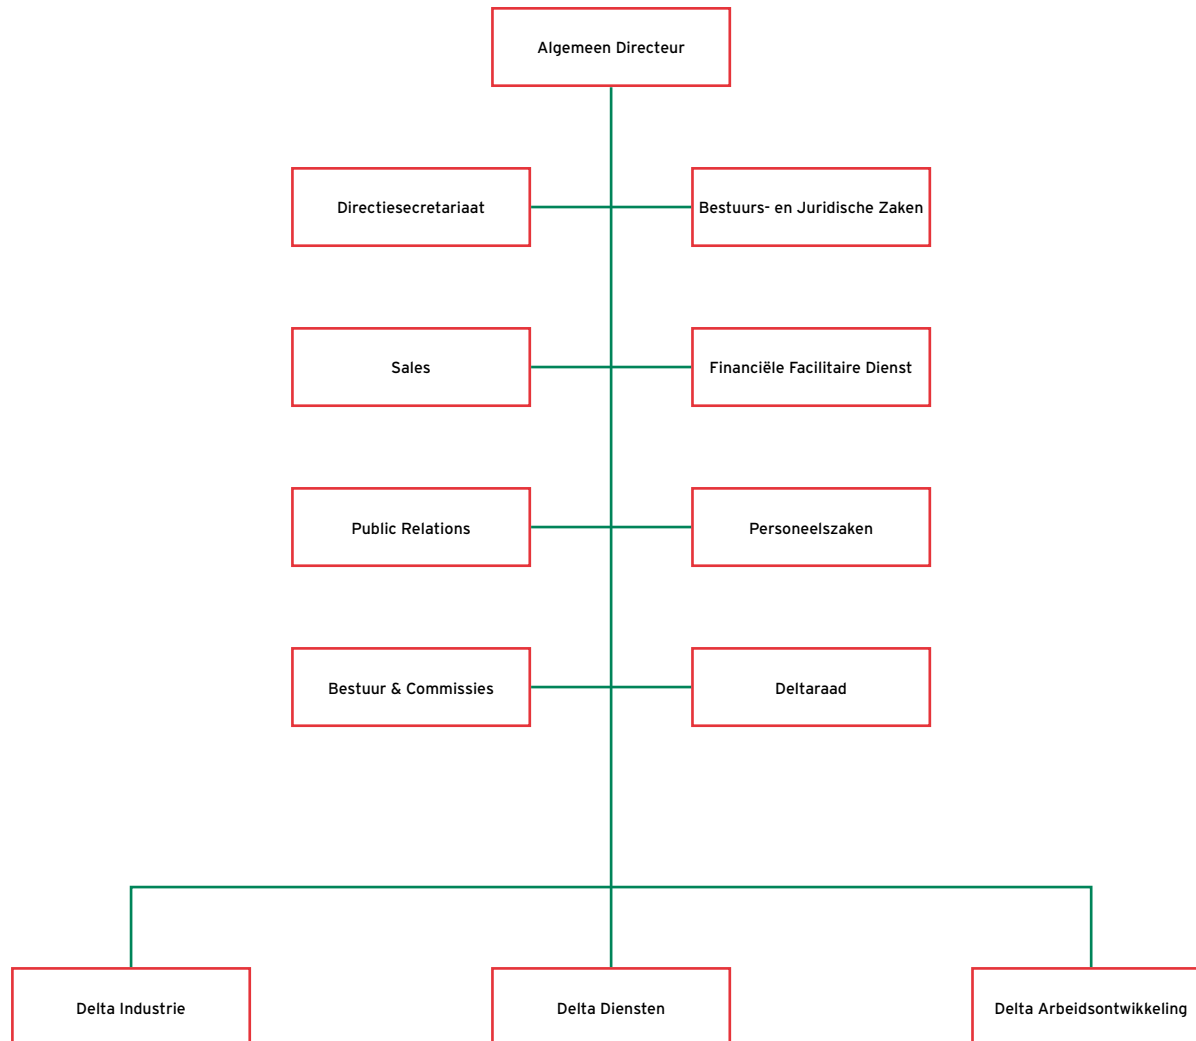 Algemeen Directeur
Directiesecretariaat
Bestuurs- en Juridische Zaken
Sales
Financiële Facilitaire Dienst
Public Relations
Personeelszaken
Bestuur & Commissies
Deltaraad
Delta Industrie
Delta Diensten
Delta Arbeidsontwikkeling